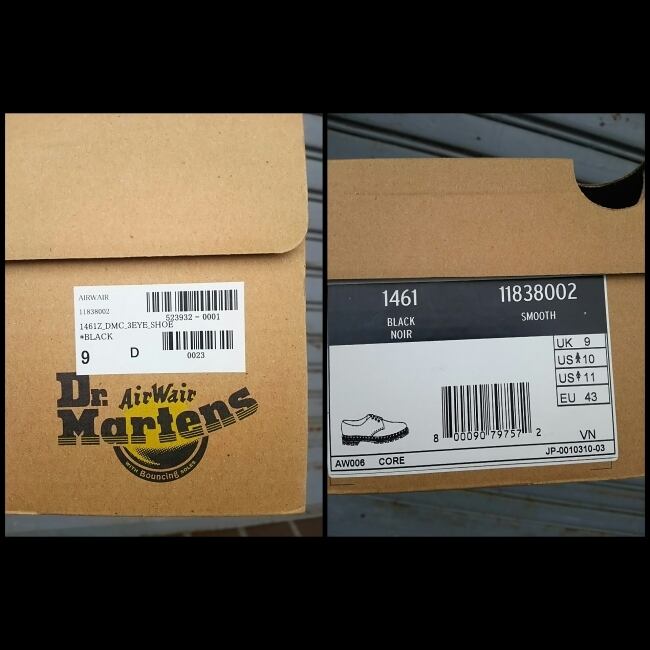 AIRWAIR
11838002
523932 - 0001
1461Z_DMC_3EYE_SHOE
*BLACK
9 D 0023
Dr. AirWair
Martens
WITH Bouncing SOLES
1461 11838002
BLACK SMOOTH
NOIR
UK 9
US 10
US 11
EU 43
8 00090 79757 2
VN
JP-0010310-03
AW006 CORE